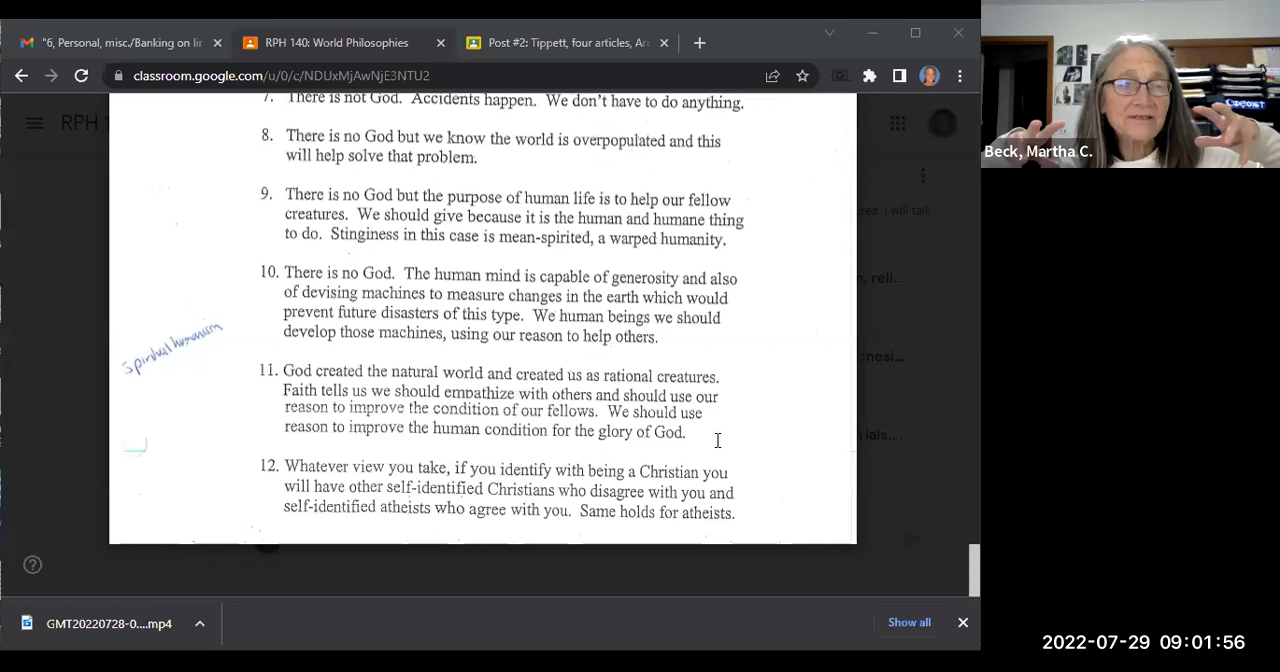 "6, Personal, misc./Banking on lin
RPH 140: World Philosophies
Post #2: Tippett, four articles, Ar
classroom.google.com/u/0/c/NDUxMjAwNjE3NTU2
RPH
7. There is not God. Accidents happen. We don't have to do anything.
8. There is no God but we know the world is overpopulated and this
will help solve that problem.
9. There is no God but the purpose of human life is to help our fellow
creatures. We should give because it is the human and humane thing
to do. Stinginess in this case is mean-spirited, a warped humanity.
10. There is no God. The human mind is capable of generosity and also
of devising machines to measure changes in the earth which would
prevent future disasters of this type. We human beings we should
develop those machines, using our reason to help others.
Spiritual humanism
11. God created the natural world and created us as rational creatures.
Faith tells us we should empathize with others and should use our
reason to improve the condition of our fellows. We should use
reason to improve the human condition for the glory of God.
12. Whatever view you take, if you identify with being a Christian you
will have other self-identified Christians who disagree with you and
self-identified atheists who agree with you. Same holds for atheists.
will talk
reli...
GMT20220728-0....mp4
Show all
Beck, Martha C.
2022-07-29 09:01:56